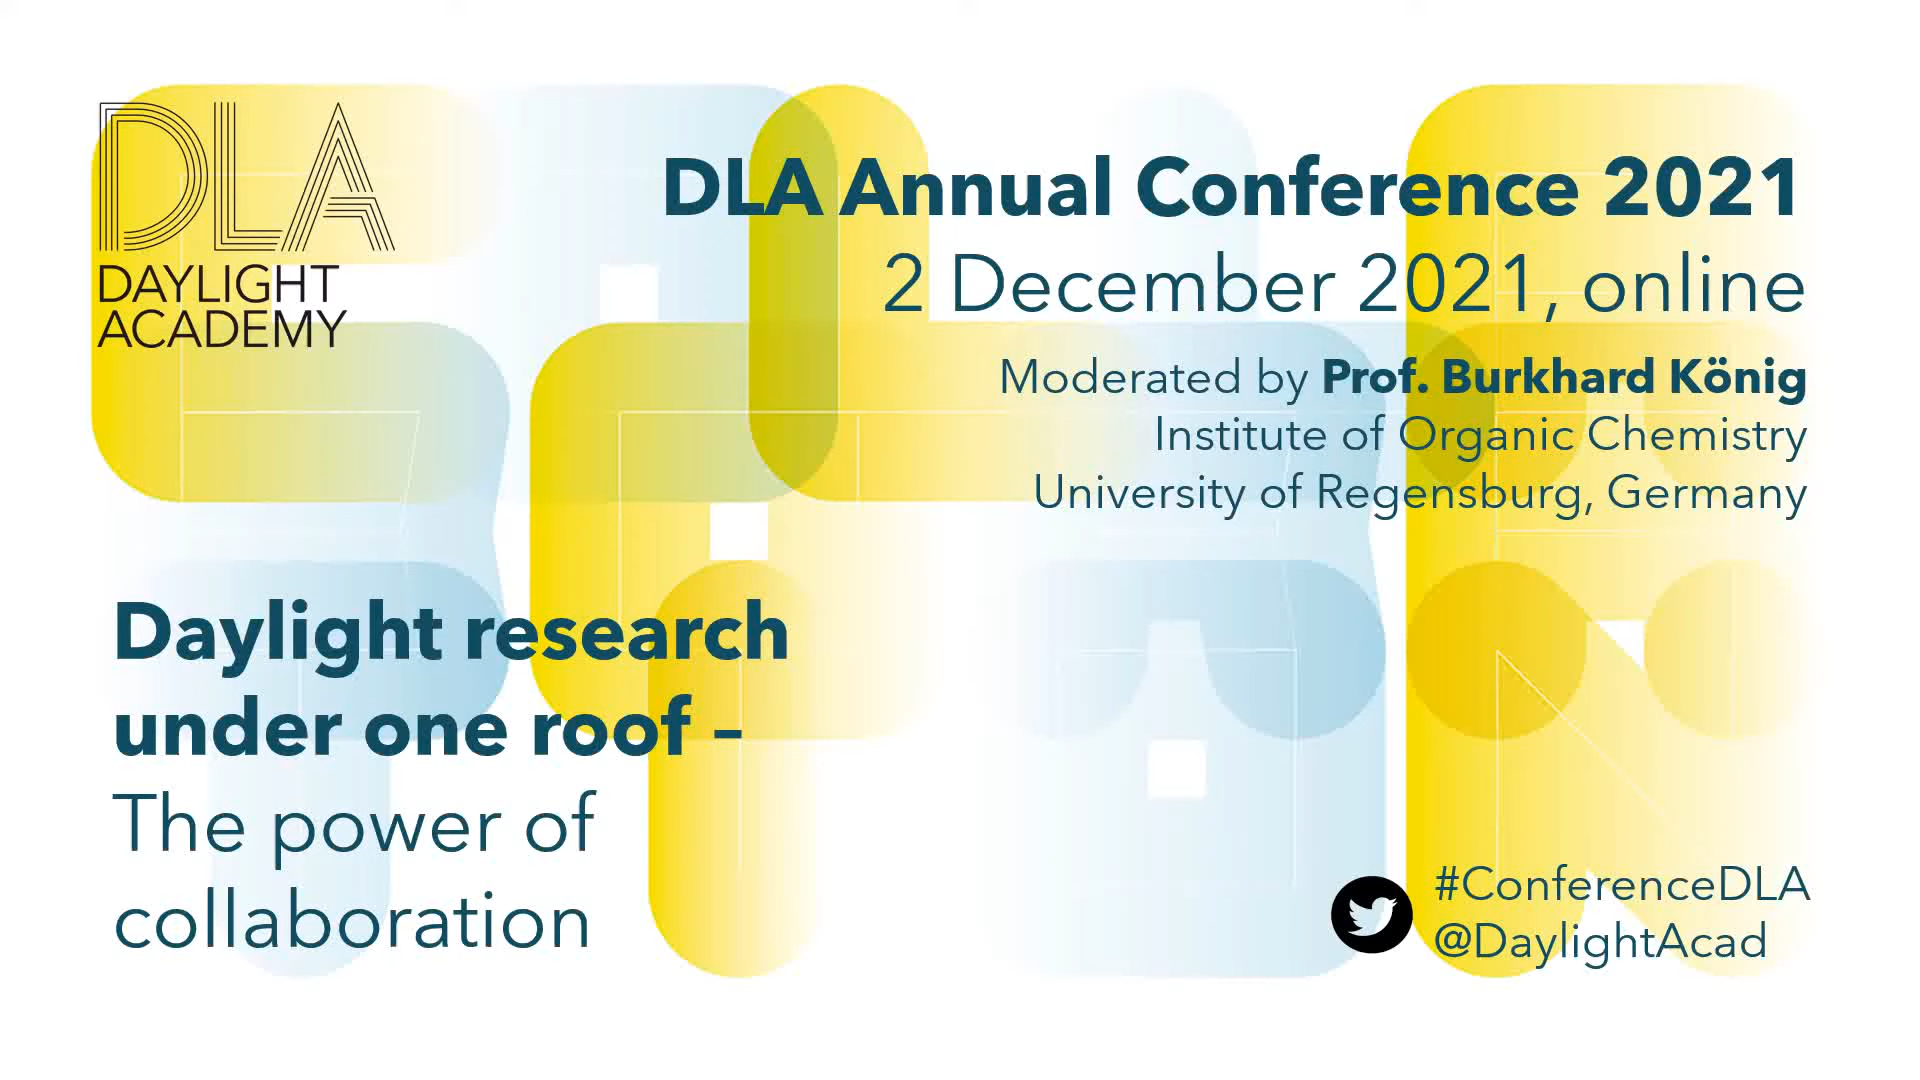 DLA
DAYLIGHT
ACADEMY
DLA Annual Conference 2021
2 December 2021, online
Moderated by Prof. Burkhard König
Institute of Organic Chemistry
University of Regensburg, Germany
Daylight research
under one roof –
The power of
collaboration
#ConferenceDLA
@DaylightAcad